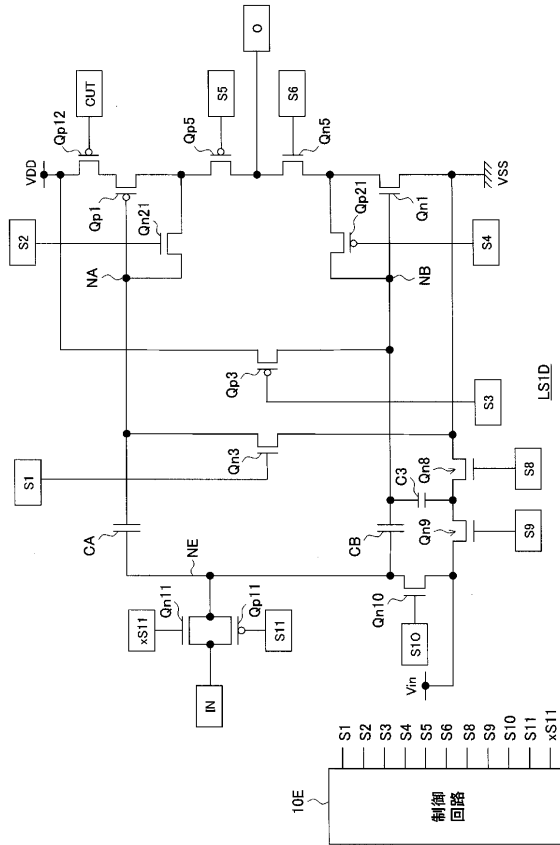 VDD
Qp12
CUT
Qp1
S2
Qn21
Qp5
S5
NA
O
S6
Qn5
Qp21
Qn1
VSS
S4
NB
Qp3
S3
S1
Qn3
LS1D
CA
C3
Qn8
S8
CB
Qn9
S9
NE
Qn10
S10
xS11
Qn11
Qp11
S11
IN
Vin
10E
制御
回路
S1
S2
S3
S4
S5
S6
S8
S9
S10
S11
xS11